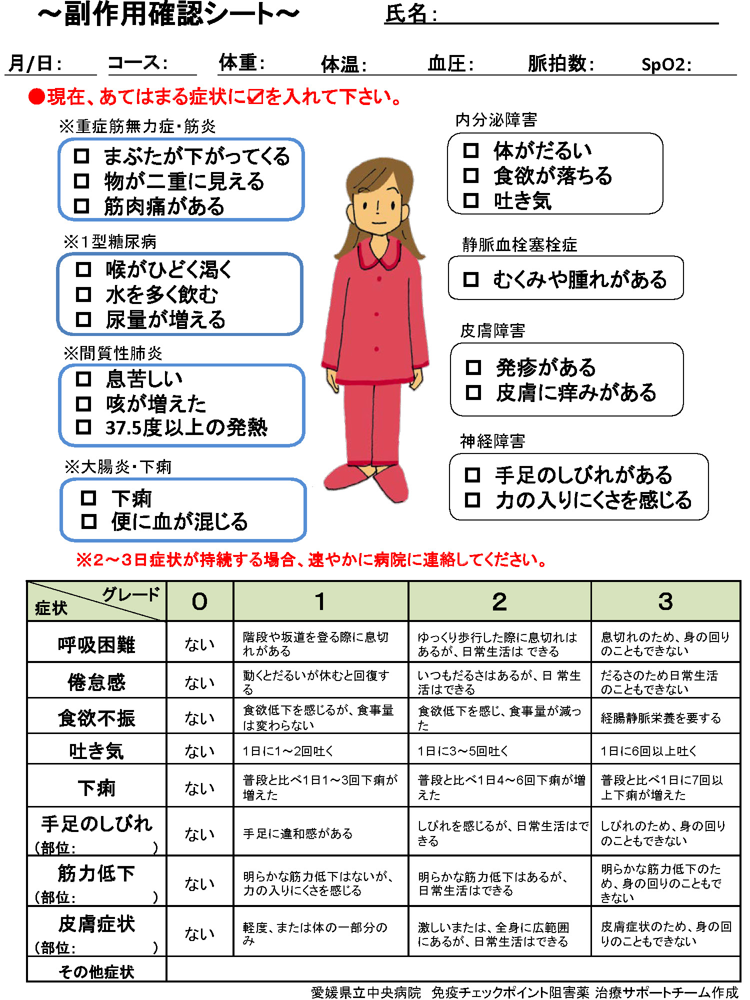 ～副作用確認シート～
氏名：
月/日： コース： 体重： 体温： 血圧： 脈拍数： SpO2：
●現在、あてはまる症状に☑を入れて下さい。
※重症筋無力症・筋炎
□ まぶたが下がってくる
□ 物が二重に見える
□ 筋肉痛がある
※１型糖尿病
□ 喉がひどく渇く
□ 水を多く飲む
□ 尿量が増える
※間質性肺炎
□ 息苦しい
□ 咳が増えた
□ 37.5度以上の発熱
※大腸炎・下痢
□ 下痢
□ 便に血が混じる
内分泌障害
□ 体がだるい
□ 食欲が落ちる
□ 吐き気
静脈血栓塞栓症
□ むくみや腫れがある
皮膚障害
□ 発疹がある
□ 皮膚に痒みがある
神経障害
□ 手足のしびれがある
□ 力の入りにくさを感じる
※２～３日症状が持続する場合、速やかに病院に連絡してください。
グレード
症状
0 1 2 3
呼吸困難
ない
階段や坂道を登る際に息切
れがある
ゆっくり歩行した際に息切れは
あるが、日常生活は できる
息切れのため、身の回り
のこともできない
倦怠感
ない
動くとだるいが休むと回復す
る
いつもだるさはあるが、日 常生
活はできる
だるさのため日常生活
のこともできない
食欲不振
ない
食欲低下を感じるが、食事量
は変わらない
食欲低下を感じ、食事量が減っ
た
経腸静脈栄養を要する
吐き気
ない
1日に1～2回吐く
1日に3～5回吐く
1日に6回以上吐く
下痢
ない
普段と比べ1日1～3回下痢が
増えた
普段と比べ1日4～6回下痢が増
えた
普段と比べ1日に7回以
上下痢が増えた
手足のしびれ
（部位： ）
ない
手足に違和感がある
しびれを感じるが、日常生活はで
きる
しびれのため、身の回り
のこともできない
筋力低下
（部位： ）
ない
明らかな筋力低下はないが、
力の入りにくさを感じる
明らかな筋力低下はあるが、
日常生活はできる
明らかな筋力低下のた
め、身の回りのこともで
きない
皮膚症状
（部位： ）
ない
軽度、または体の一部分の
み
激しいまたは、全身に広範囲
にあるが、日常生活はできる
皮膚症状のため、身の回
りのこともできない
その他症状
愛媛県立中央病院 免疫チェックポイント阻害薬 治療サポートチーム作成